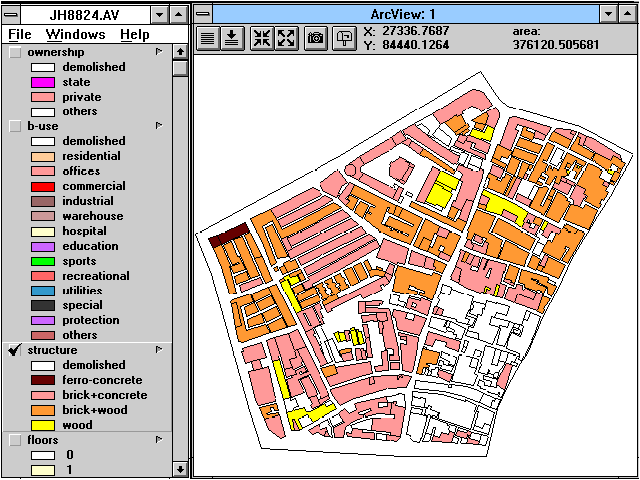 JH8824.AV
File Windows Help
ownership
demolished
state
private
others
b-use
demolished
residential
offices
commercial
industrial
warehouse
hospital
education
sports
recreational
utilities
special
protection
others
structure
demolished
ferro-concrete
brick+concrete
brick+wood
wood
floors
0
1
ArcView: 1
X: 27336.7687 area:
Y: 84440.1264 376120.505681